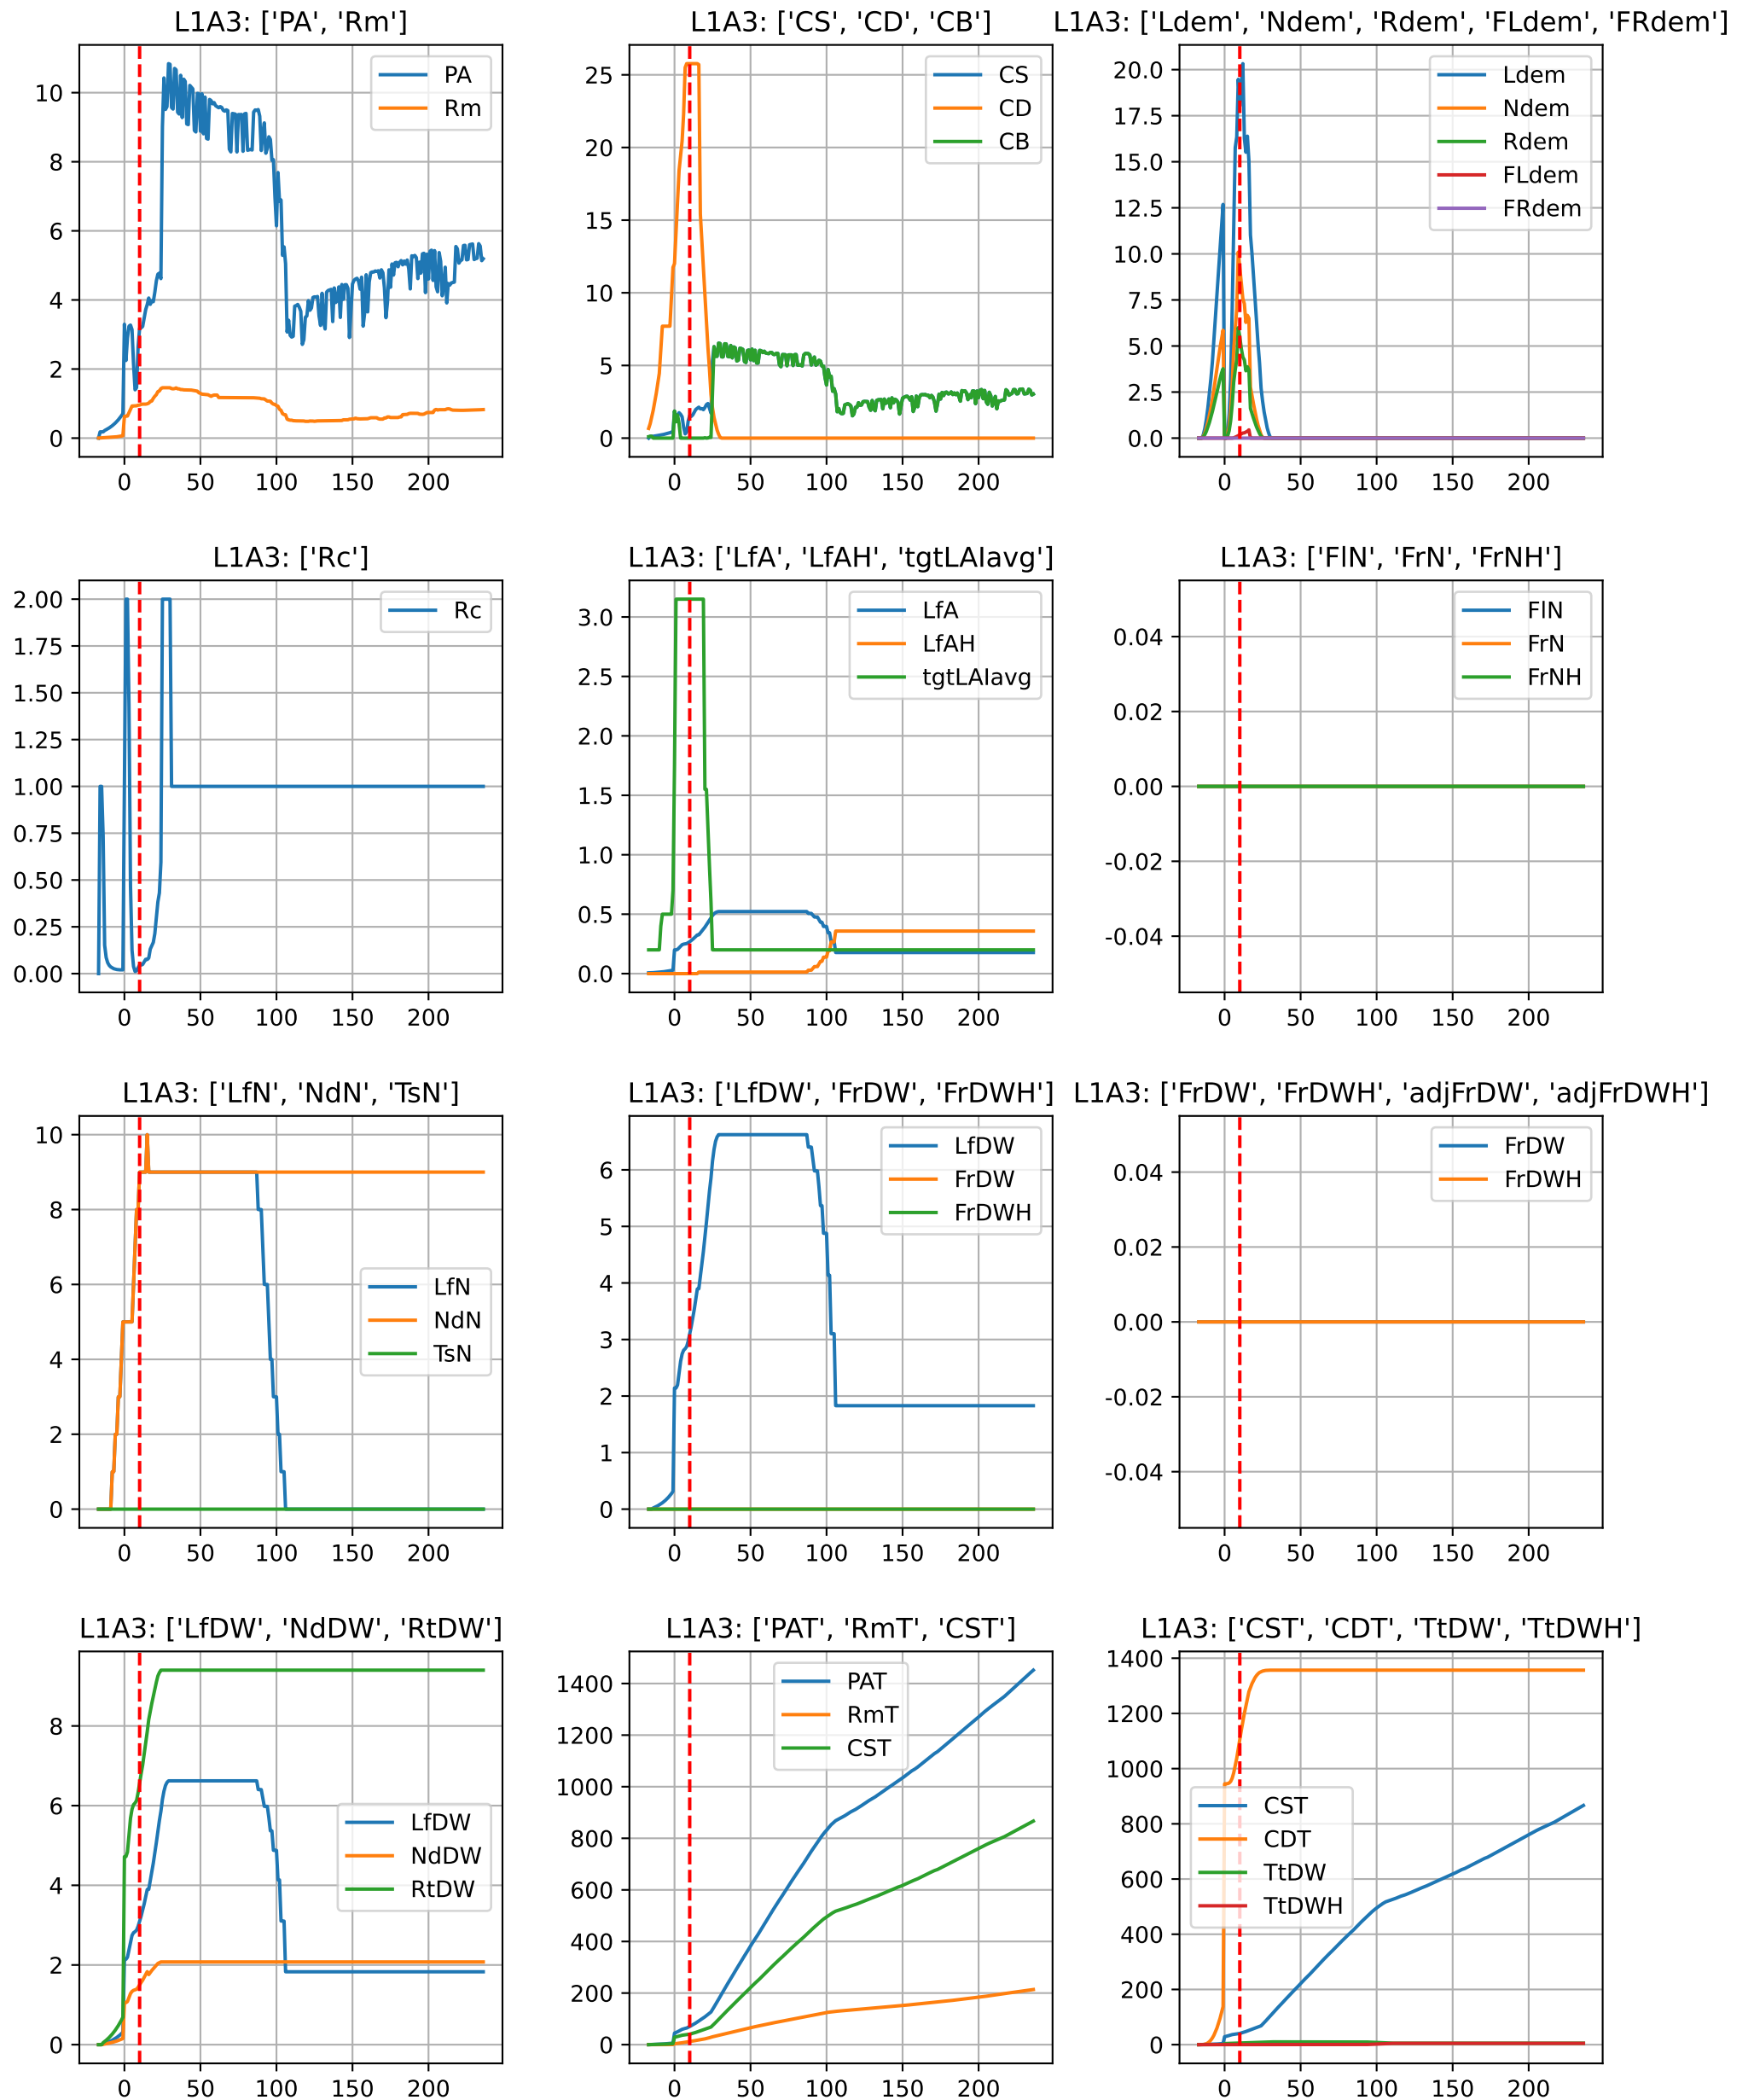 L1A3: ['PA', 'Rm']
PA
Rm
10
8
6
4
2
0
0 50 100 150 200
L1A3: ['CS', 'CD', 'CB']
CS
CD
CB
25
20
15
10
5
0
0 50 100 150 200
L1A3: ['Ldem', 'Ndem', 'Rdem', 'FLdem', 'FRdem']
Ldem
Ndem
Rdem
FLdem
FRdem
20.0
17.5
15.0
12.5
10.0
7.5
5.0
2.5
0.0
0 50 100 150 200
L1A3: ['Rc']
Rc
2.00
1.75
1.50
1.25
1.00
0.75
0.50
0.25
0.00
0 50 100 150 200
L1A3: ['LfA', 'LfAH', 'tgtLAIavg']
LfA
LfAH
tgtLAIavg
3.0
2.5
2.0
1.5
1.0
0.5
0.0
0 50 100 150 200
L1A3: ['FlN', 'FrN', 'FrNH']
FlN
FrN
FrNH
0.04
0.02
0.00
-0.02
-0.04
0 50 100 150 200
L1A3: ['LfN', 'NdN', 'TsN']
LfN
NdN
TsN
10
8
6
4
2
0
0 50 100 150 200
L1A3: ['LfDW', 'FrDW', 'FrDWH']
LfDW
FrDW
FrDWH
6
5
4
3
2
1
0
0 50 100 150 200
L1A3: ['FrDW', 'FrDWH', 'adjFrDW', 'adjFrDWH']
FrDW
FrDWH
0.04
0.02
0.00
-0.02
-0.04
0 50 100 150 200
L1A3: ['LfDW', 'NdDW', 'RtDW']
LfDW
NdDW
RtDW
8
6
4
2
0
0 50 100 150 200
L1A3: ['PAT', 'RmT', 'CST']
PAT
RmT
CST
1400
1200
1000
800
600
400
200
0
0 50 100 150 200
L1A3: ['CST', 'CDT', 'TtDW', 'TtDWH']
CST
CDT
TtDW
TtDWH
1400
1200
1000
800
600
400
200
0
0 50 100 150 200